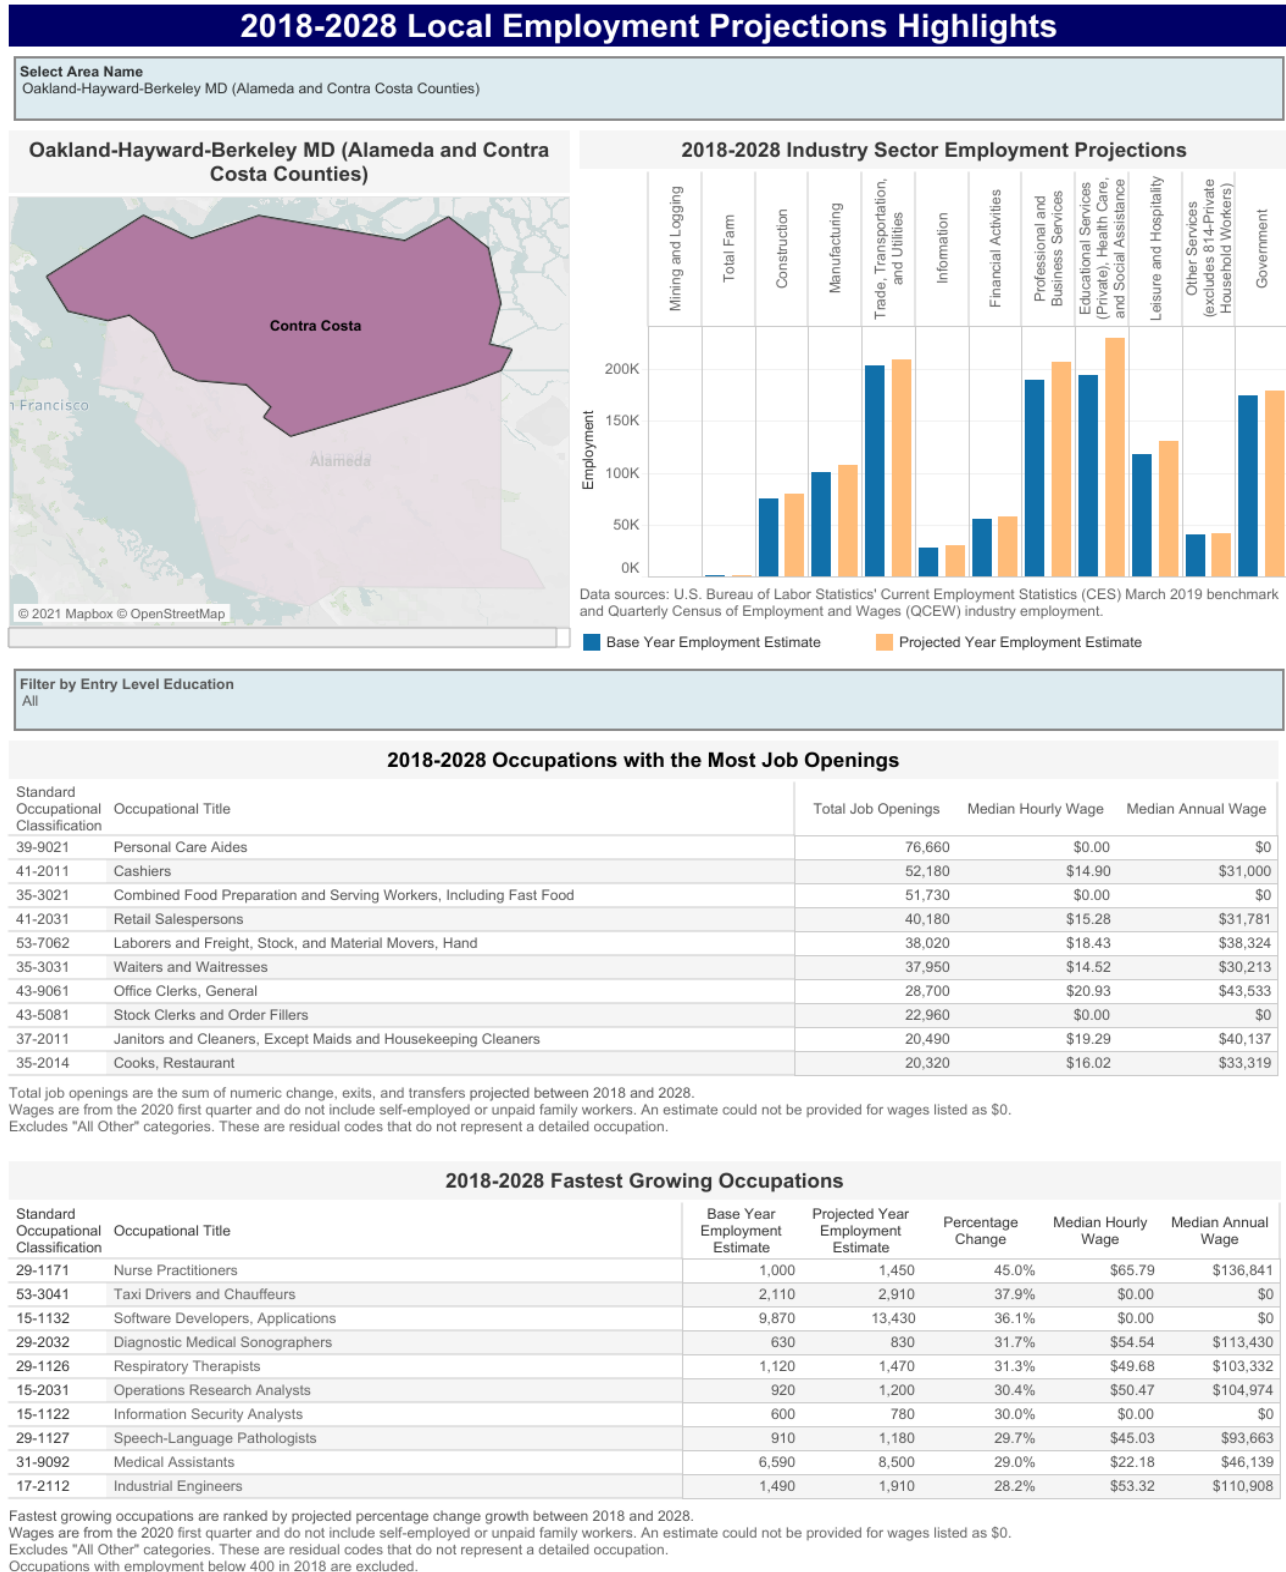 2018-2028 Local Employment Projections Highlights
Select Area Name
Oakland-Hayward-Berkeley MD (Alameda and Contra Costa Counties)
Oakland-Hayward-Berkeley MD (Alameda and Contra
Costa Counties)
Contra Costa
n Francisco
Alameda
© 2021 Mapbox © OpenStreetMap
2018-2028 Industry Sector Employment Projections
Mining and Logging
Total Farm
Construction
Manufacturing
Trade, Transportation,
and Utilities
Information
Financial Activities
Professional and
Business Services
Educational Services
(Private), Health Care,
and Social Assistance
Leisure and Hospitality
Other Services
(excludes 814-Private
Household Workers)
Government
Employment
200K
150K
100K
50K
0K
Data sources: U.S. Bureau of Labor Statistics' Current Employment Statistics (CES) March 2019 benchmark
and Quarterly Census of Employment and Wages (QCEW) industry employment.
Base Year Employment Estimate Projected Year Employment Estimate
Filter by Entry Level Education
All
2018-2028 Occupations with the Most Job Openings
Standard
Occupational
Classification
Occupational Title Total Job Openings Median Hourly Wage Median Annual Wage
39-9021 Personal Care Aides 76,660 $0.00 $0
41-2011 Cashiers 52,180 $14.90 $31,000
35-3021 Combined Food Preparation and Serving Workers, Including Fast Food 51,730 $0.00 $0
41-2031 Retail Salespersons 40,180 $15.28 $31,781
53-7062 Laborers and Freight, Stock, and Material Movers, Hand 38,020 $18.43 $38,324
35-3031 Waiters and Waitresses 37,950 $14.52 $30,213
43-9061 Office Clerks, General 28,700 $20.93 $43,533
43-5081 Stock Clerks and Order Fillers 22,960 $0.00 $0
37-2011 Janitors and Cleaners, Except Maids and Housekeeping Cleaners 20,490 $19.29 $40,137
35-2014 Cooks, Restaurant 20,320 $16.02 $33,319
Total job openings are the sum of numeric change, exits, and transfers projected between 2018 and 2028.
Wages are from the 2020 first quarter and do not include self-employed or unpaid family workers. An estimate could not be provided for wages listed as $0.
Excludes "All Other" categories. These are residual codes that do not represent a detailed occupation.
2018-2028 Fastest Growing Occupations
Standard
Occupational
Classification
Occupational Title
Base Year
Employment
Estimate
Projected Year
Employment
Estimate
Percentage
Change
Median Hourly
Wage
Median Annual
Wage
29-1171 Nurse Practitioners 1,000 1,450 45.0% $65.79 $136,841
53-3041 Taxi Drivers and Chauffeurs 2,110 2,910 37.9% $0.00 $0
15-1132 Software Developers, Applications 9,870 13,430 36.1% $0.00 $0
29-2032 Diagnostic Medical Sonographers 630 830 31.7% $54.54 $113,430
29-1126 Respiratory Therapists 1,120 1,470 31.3% $49.68 $103,332
15-2031 Operations Research Analysts 920 1,200 30.4% $50.47 $104,974
15-1122 Information Security Analysts 600 780 30.0% $0.00 $0
29-1127 Speech-Language Pathologists 910 1,180 29.7% $45.03 $93,663
31-9092 Medical Assistants 6,590 8,500 29.0% $22.18 $46,139
17-2112 Industrial Engineers 1,490 1,910 28.2% $53.32 $110,908
Fastest growing occupations are ranked by projected percentage change growth between 2018 and 2028.
Wages are from the 2020 first quarter and do not include self-employed or unpaid family workers. An estimate could not be provided for wages listed as $0.
Excludes "All Other" categories. These are residual codes that do not represent a detailed occupation.
Occupations with employment below 400 in 2018 are excluded.